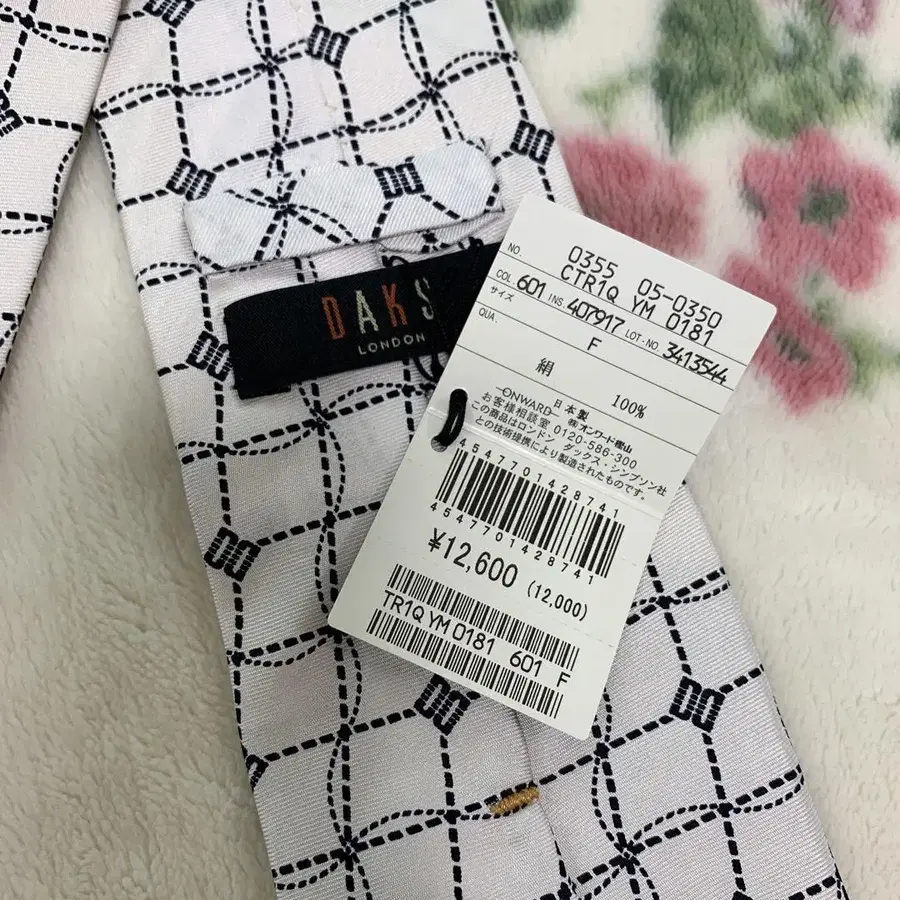 DAKS
LONDON
NO. 0355 05-0350
CTR1Q YM 0181
COL. 601 INS. 407917 LOT-NO. 3413544
サイズ F
QUA.
絹 100%
ONWARD 日本製 ㈱オンワード樫山
お客様相談室 0120-586-300
この商品はロンドン ダックス・シンプソン社
との技術提携により製造されたものです。
4547701428741
4547701428741
¥12,600 (12,000)
TR1Q YM 0181 601 F